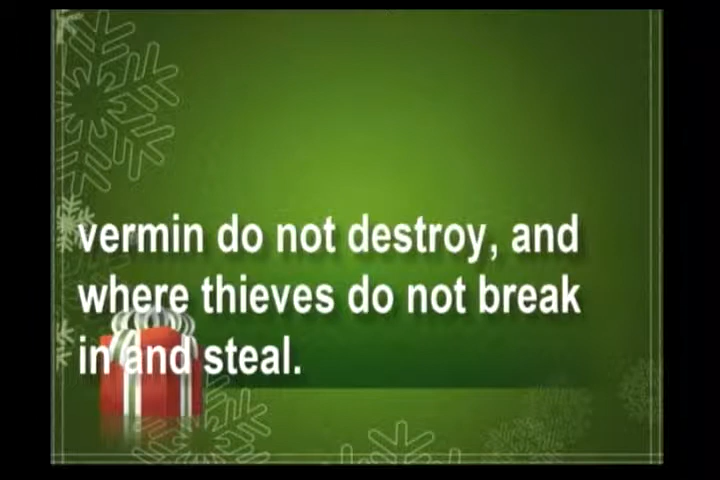 vermin do not destroy, and
where thieves do not break
in and steal.